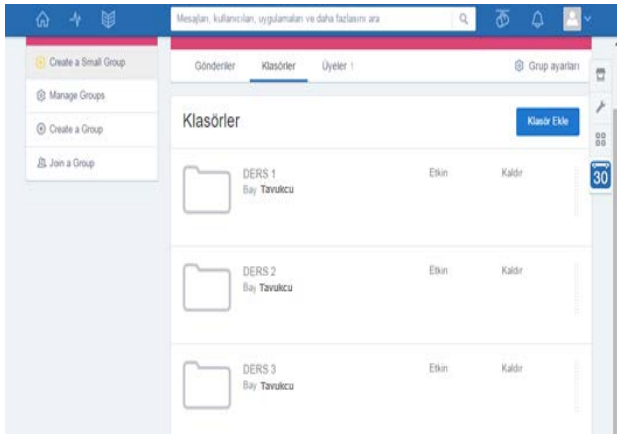 Mesajları, kullanıcıları, uygulamaları ve daha fazlasını ara
Create a Small Group
Manage Groups
Create a Group
Join a Group
Gönderiler Klasörler Üyeler 1 Grup ayarları
Klasörler Klasör Ekle
DERS 1 Etkin Kaldır
Bay Tavukcu
DERS 2 Etkin Kaldır
Bay Tavukcu
DERS 3 Etkin Kaldır
Bay Tavukcu
30